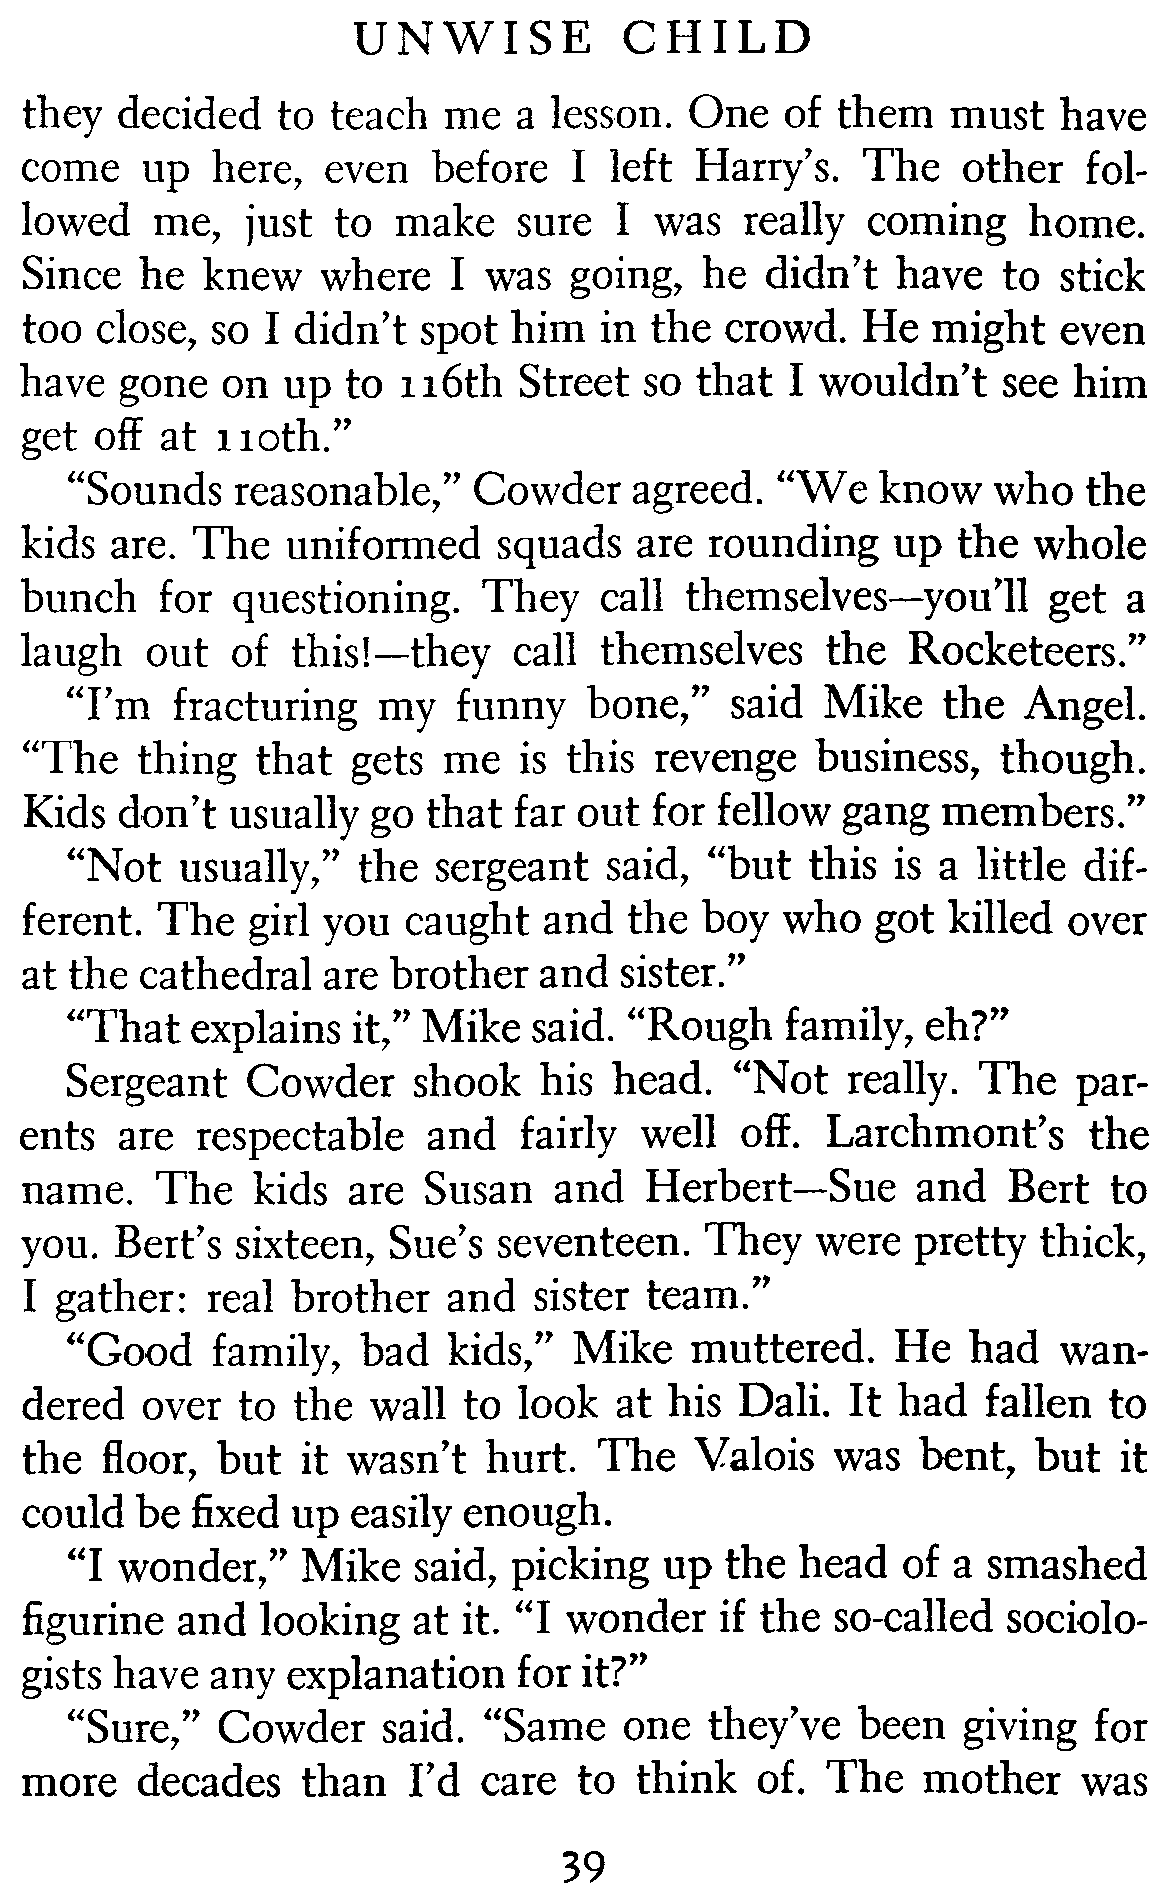 UNWISE CHILD
they decided to teach me a lesson. One of them must have
come up here, even before I left Harry's. The other fol-
lowed me, just to make sure I was really coming home.
Since he knew where I was going, he didn't have to stick
too close, so I didn't spot him in the crowd. He might even
have gone on up to 116th Street so that I wouldn't see him
get off at 110th.”
“Sounds reasonable,” Cowder agreed. “We know who the
kids are. The uniformed squads are rounding up the whole
bunch for questioning. They call themselves—you'll get a
laugh out of this!—they call themselves the Rocketeers.”
“I'm fracturing my funny bone,” said Mike the Angel.
“The thing that gets me is this revenge business, though.
Kids don't usually go that far out for fellow gang members.”
“Not usually,” the sergeant said, “but this is a little dif-
ferent. The girl you caught and the boy who got killed over
at the cathedral are brother and sister.”
“That explains it,” Mike said. “Rough family, eh?”
Sergeant Cowder shook his head. “Not really. The par-
ents are respectable and fairly well off. Larchmont's the
name. The kids are Susan and Herbert—Sue and Bert to
you. Bert's sixteen, Sue's seventeen. They were pretty thick,
I gather: real brother and sister team.”
“Good family, bad kids,” Mike muttered. He had wan-
dered over to the wall to look at his Dali. It had fallen to
the floor, but it wasn't hurt. The Valois was bent, but it
could be fixed up easily enough.
“I wonder,” Mike said, picking up the head of a smashed
figurine and looking at it. “I wonder if the so-called sociolo-
gists have any explanation for it?”
“Sure,” Cowder said. “Same one they've been giving for
more decades than I'd care to think of. The mother was
39